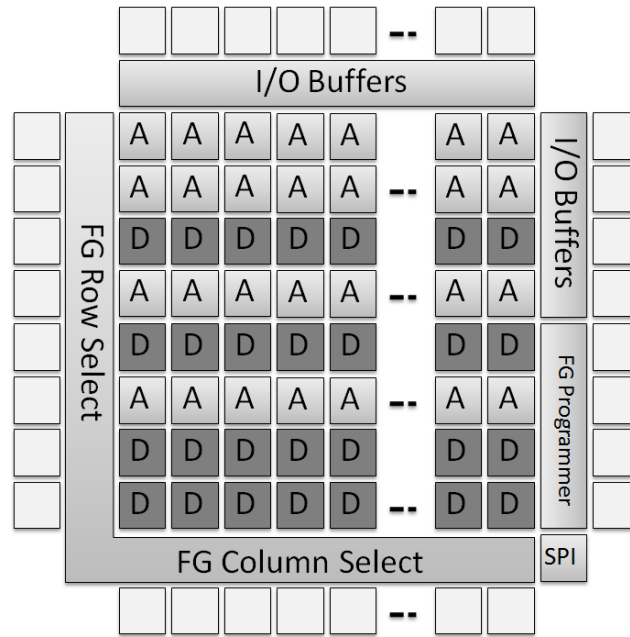 --
I/O Buffers
A A A A A A A
A A A A A -- A A
D D D D D D D
A A A A A -- A A
D D D D D D D
A A A A A -- A A
D D D D D D D
D D D D D -- D D
FG Row Select
I/O Buffers
FG Programmer
FG Column Select
SPI
--